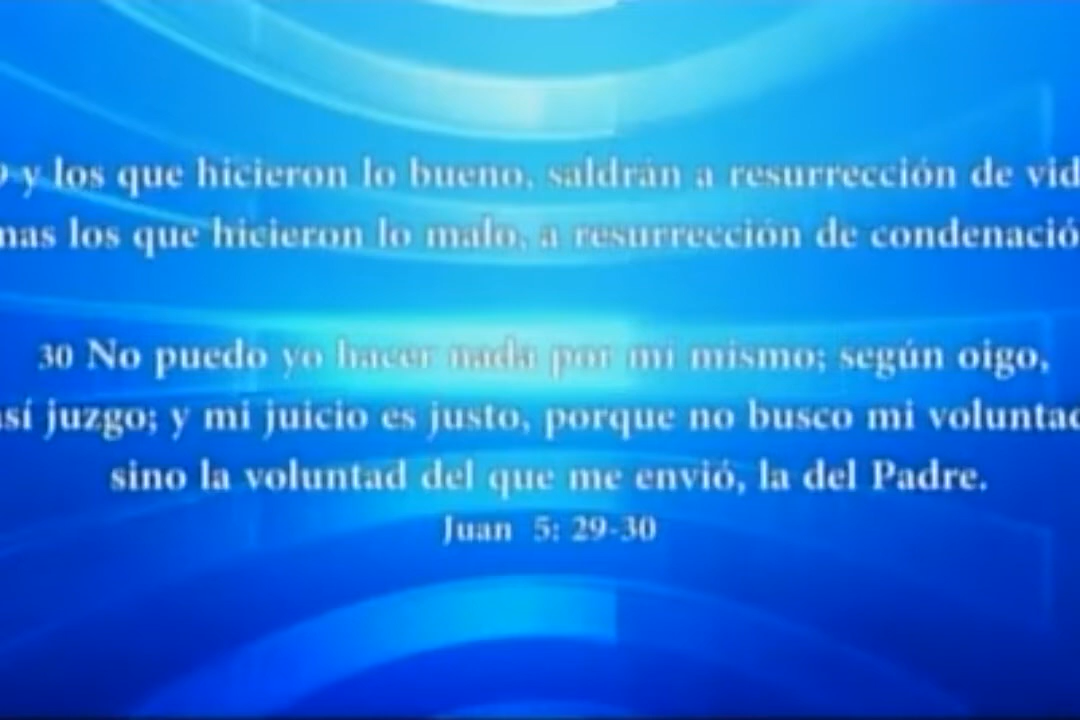 9 y los que hicieron lo bueno, saldrán a resurrección de vid
mas los que hicieron lo malo, a resurrección de condenació
30 No puedo yo hacer nada por mi mismo; según oigo,
así juzgo; y mi juicio es justo, porque no busco mi voluntad
sino la voluntad del que me envió, la del Padre.
Juan 5: 29-30